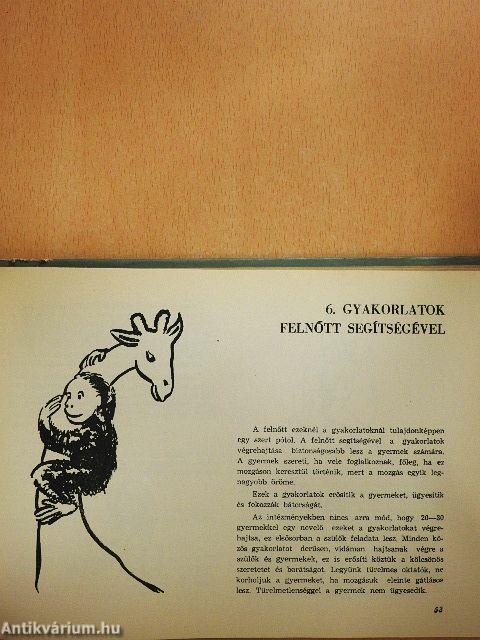 6. GYAKORLATOK
FELNŐTT SEGÍTSÉGÉVEL
A felnőtt ezeknél a gyakorlatoknál tulajdonképpen
egy szert pótol. A felnőtt segítségével a gyakorlatok
végrehajtása biztonságosabb lesz a gyermek számára.
A gyermek szereti, ha vele foglalkoznak, főleg, ha ez
mozgáson keresztül történik, mert a mozgás egyik leg-
nagyobb öröme.
Ezek a gyakorlatok erősítik a gyermeket, ügyesítik
és fokozzák bátorságát.
Az intézményekben nincs arra mód, hogy 20—30
gyermekkel egy nevelő ezeket a gyakorlatokat végre-
hajtsa, ez elsősorban a szülők feladata lesz. Minden kö-
zös gyakorlatot derűsen, vidáman hajtsanak végre a
szülők és gyermekek, ez is erősíti köztük a kölcsönös
szeretetet és barátságot. Legyünk türelmes oktatók, ne
korholjuk a gyermeket, ha mozgásuk eleinte gátlásos
lesz. Türelmetlenséggel a gyermek nem ügyesedik.
53
Antikvárium.hu